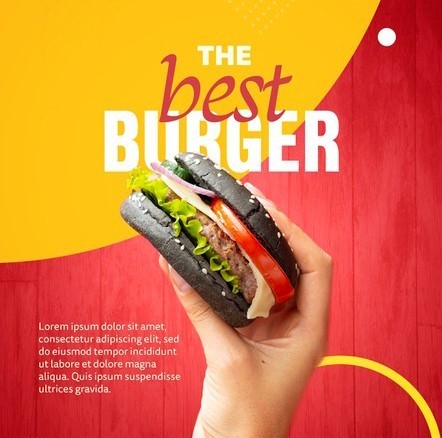 THE
best
BURGER
Lorem ipsum dolor sit amet,
consectetur adipiscing elit, sed
do eiusmod tempor incididunt
ut labore et dolore magna
aliqua. Quis ipsum suspendisse
ultrices gravida.